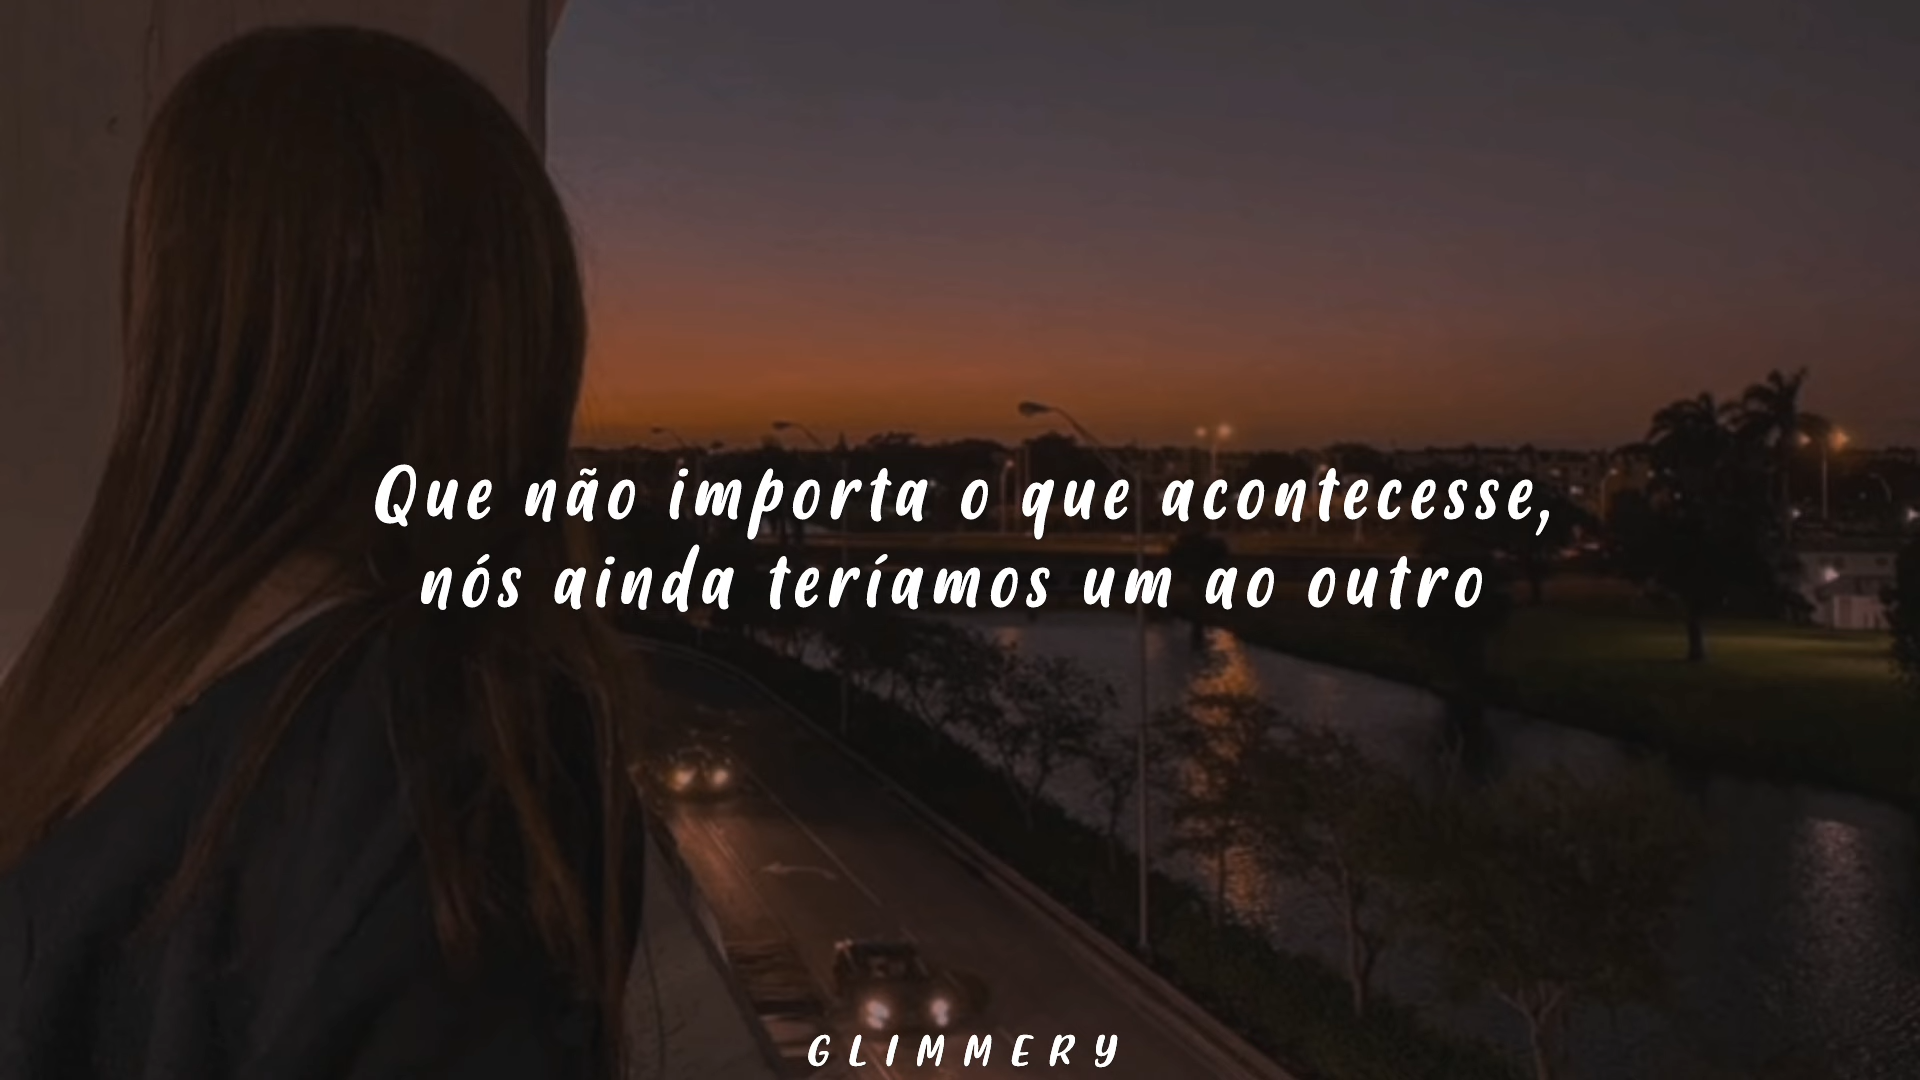 Que não importa o que acontecesse,
nós ainda teríamos um ao outro
GLIMMERY